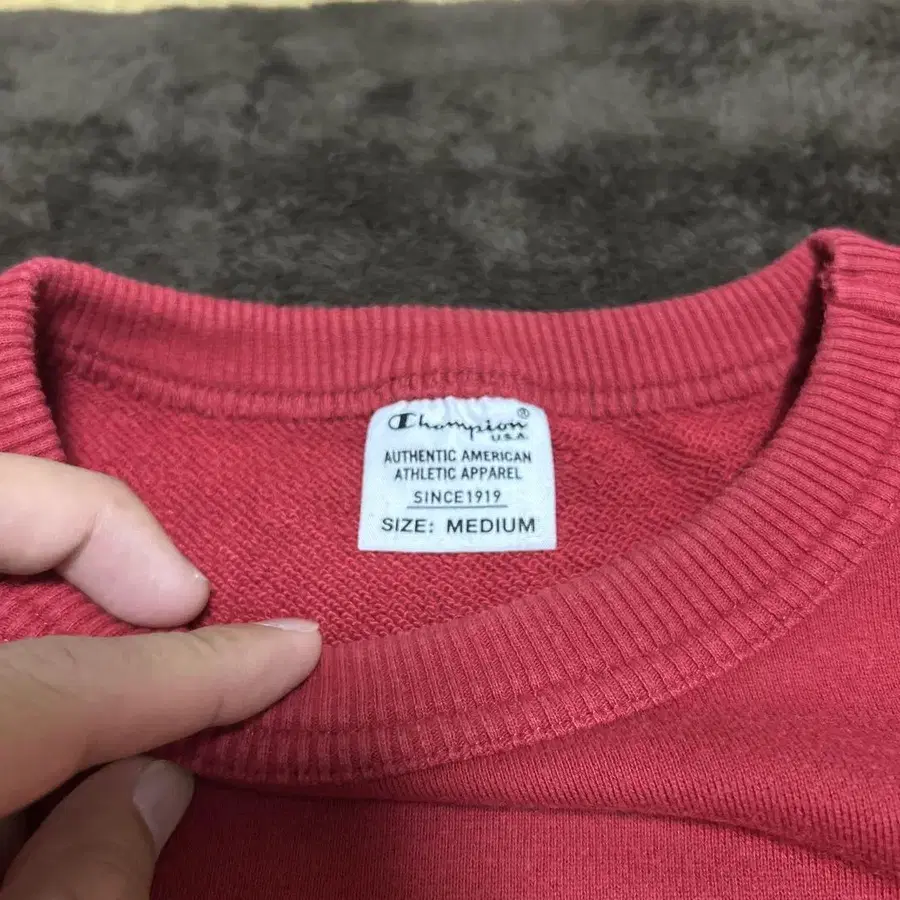 Champion®
U.S.A.
AUTHENTIC AMERICAN
ATHLETIC APPAREL
SINCE1919
SIZE: MEDIUM